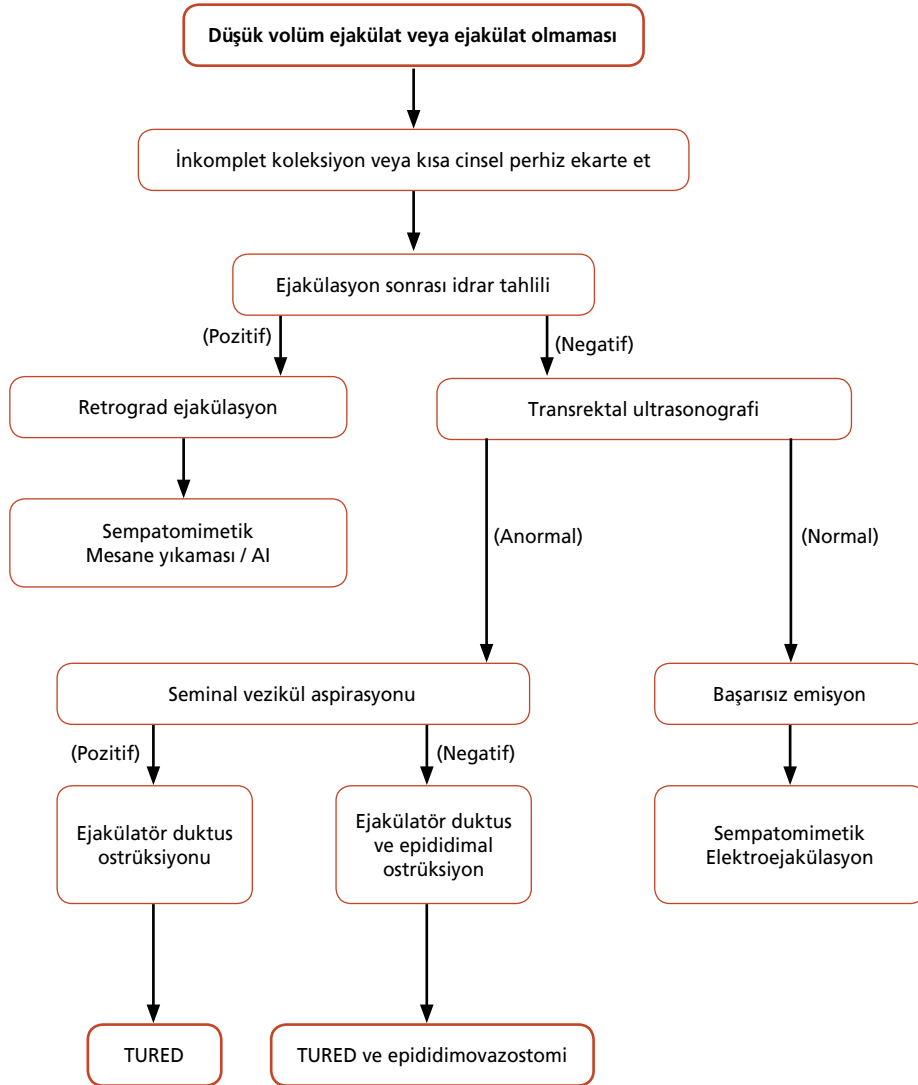 Düşük volüm ejakülat veya ejakülat olmaması
İnkomplet koleksiyon veya kısa cinsel perhiz ekarte et
Ejakülasyon sonrası idrar tahlili
(Pozitif)
(Negatif)
Retrograd ejakülasyon
Transrektal ultrasonografi
Sempatomimetik
Mesane yıkaması / AI
(Anormal)
(Normal)
Seminal vezikül aspirasyonu
Başarısız emisyon
(Pozitif)
(Negatif)
Ejakülatör duktus
ostrüksiyonu
Ejakülatör duktus
ve epididimal
ostrüksiyon
Sempatomimetik
Elektroejakülasyon
TURED
TURED ve epididimovazostomi